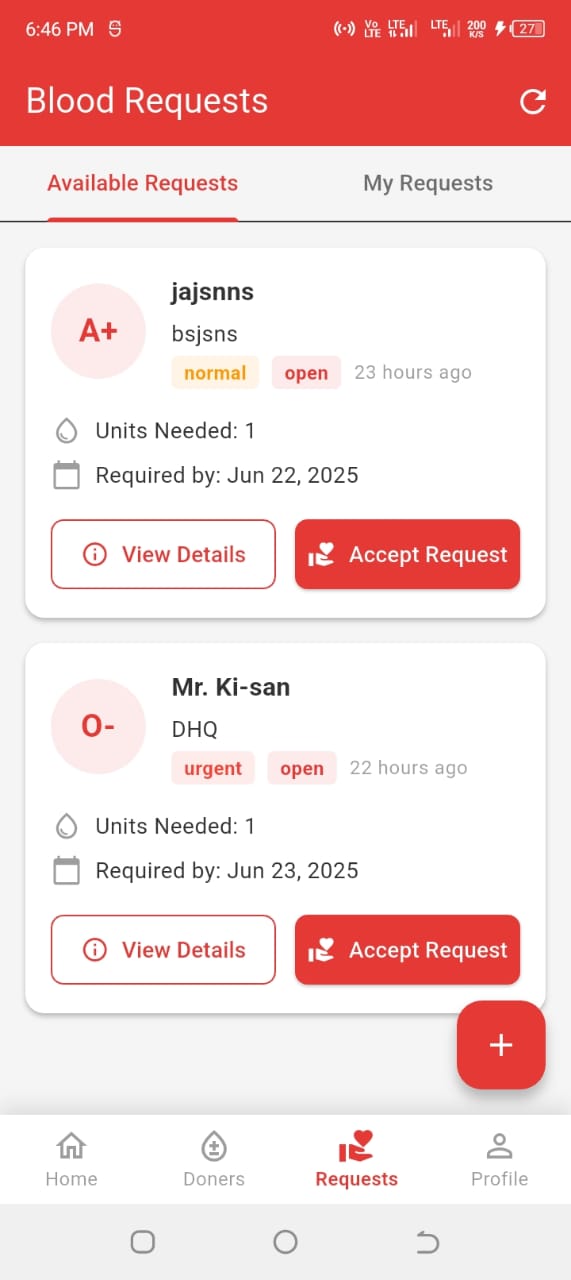 6:46 PM
Vo LTE LTE LTE 200 K/S 27
Blood Requests
Available Requests My Requests
A+
jajsnns
bsjsns
normal open 23 hours ago
Units Needed: 1
Required by: Jun 22, 2025
View Details Accept Request
O-
Mr. Ki-san
DHQ
urgent open 22 hours ago
Units Needed: 1
Required by: Jun 23, 2025
View Details Accept Request
+
Home Doners Requests Profile